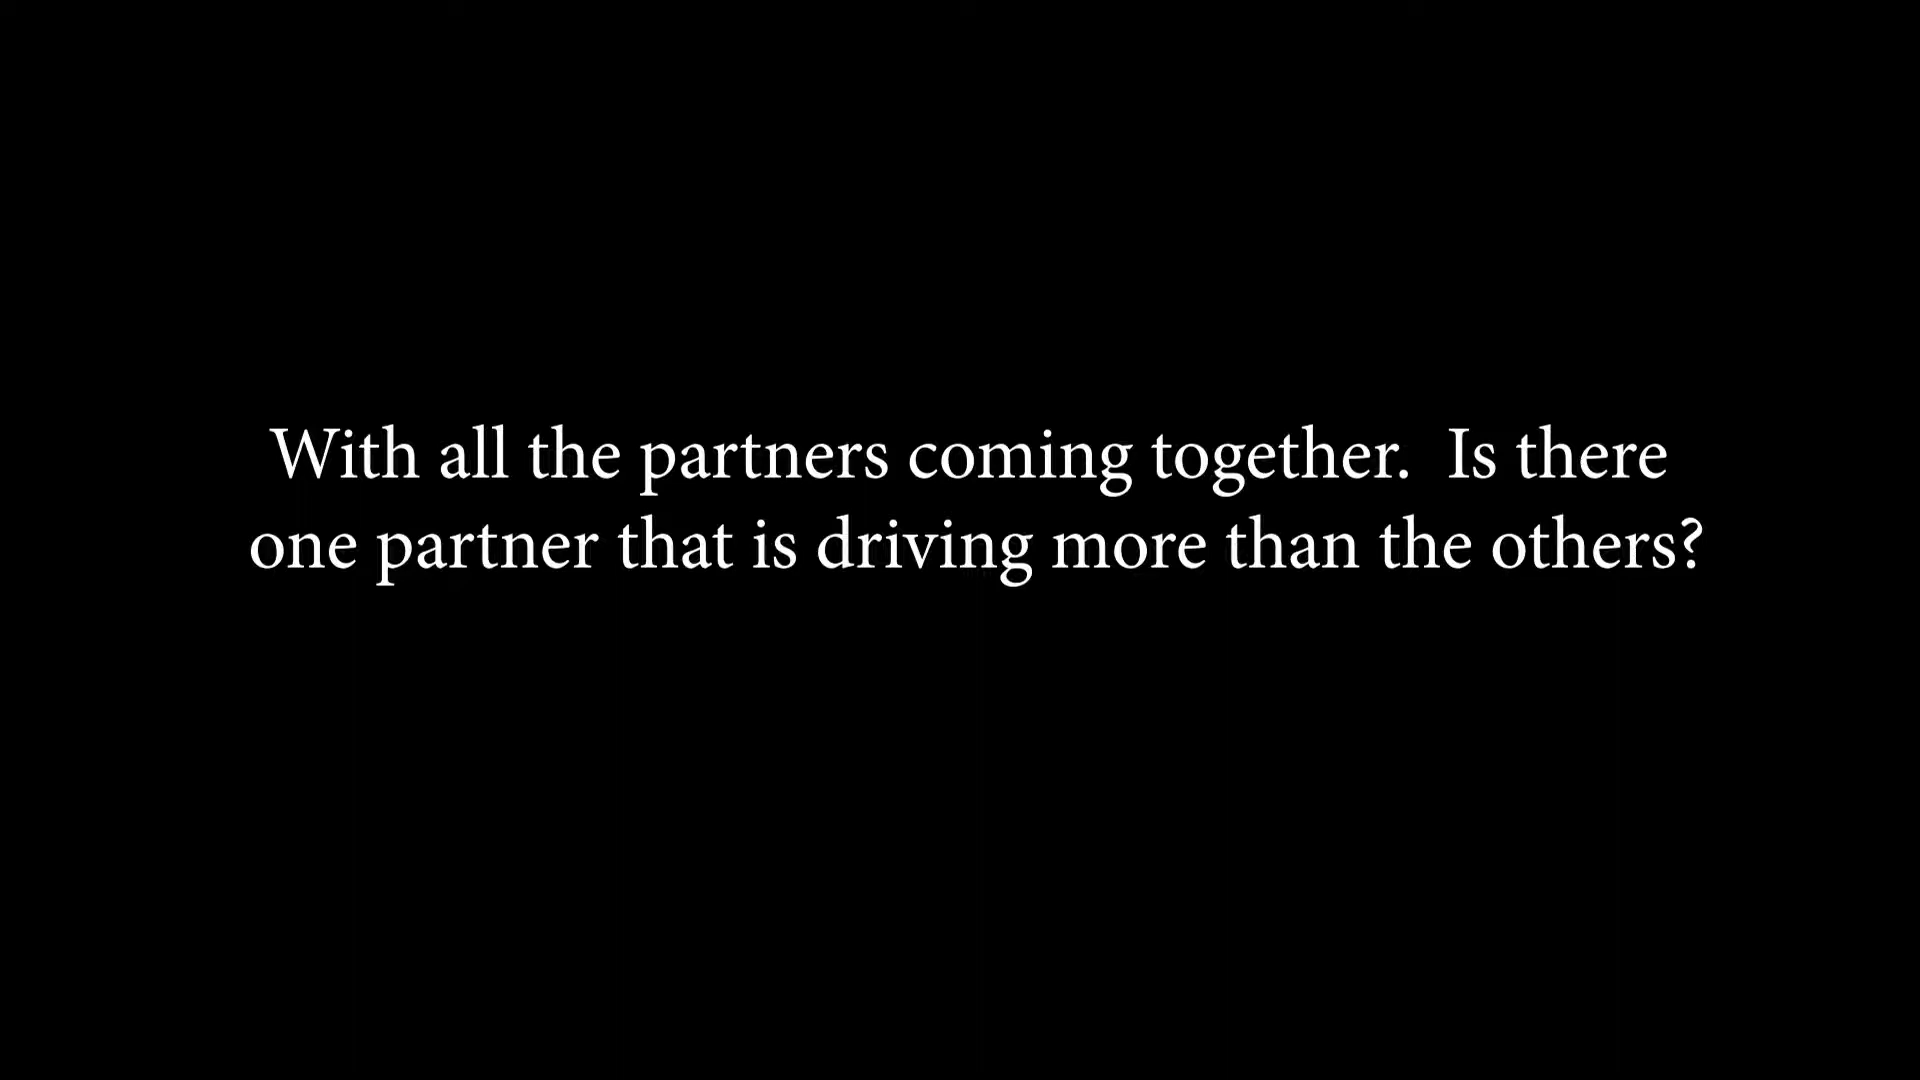 With all the partners coming together.  Is there
one partner that is driving more than the others?